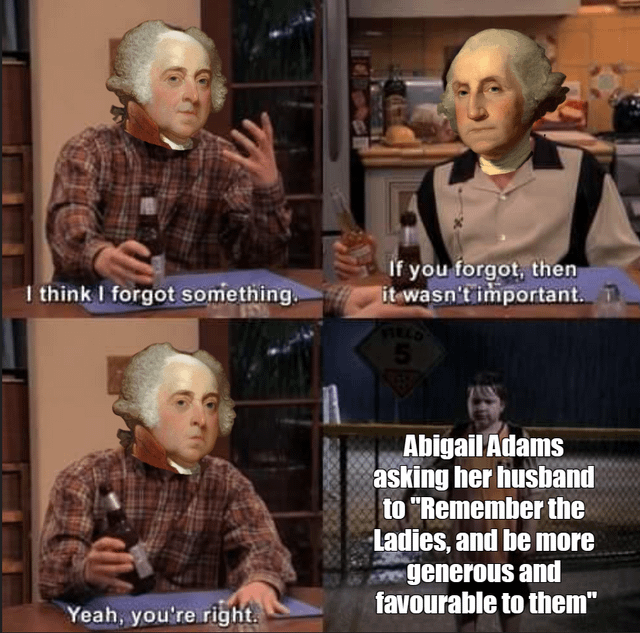 I think I forgot something.
If you forgot, then
it wasn't important.
Yeah, you're right.
FIELD
5
Abigail Adams
asking her husband
to "Remember the
Ladies, and be more
generous and
favourable to them"